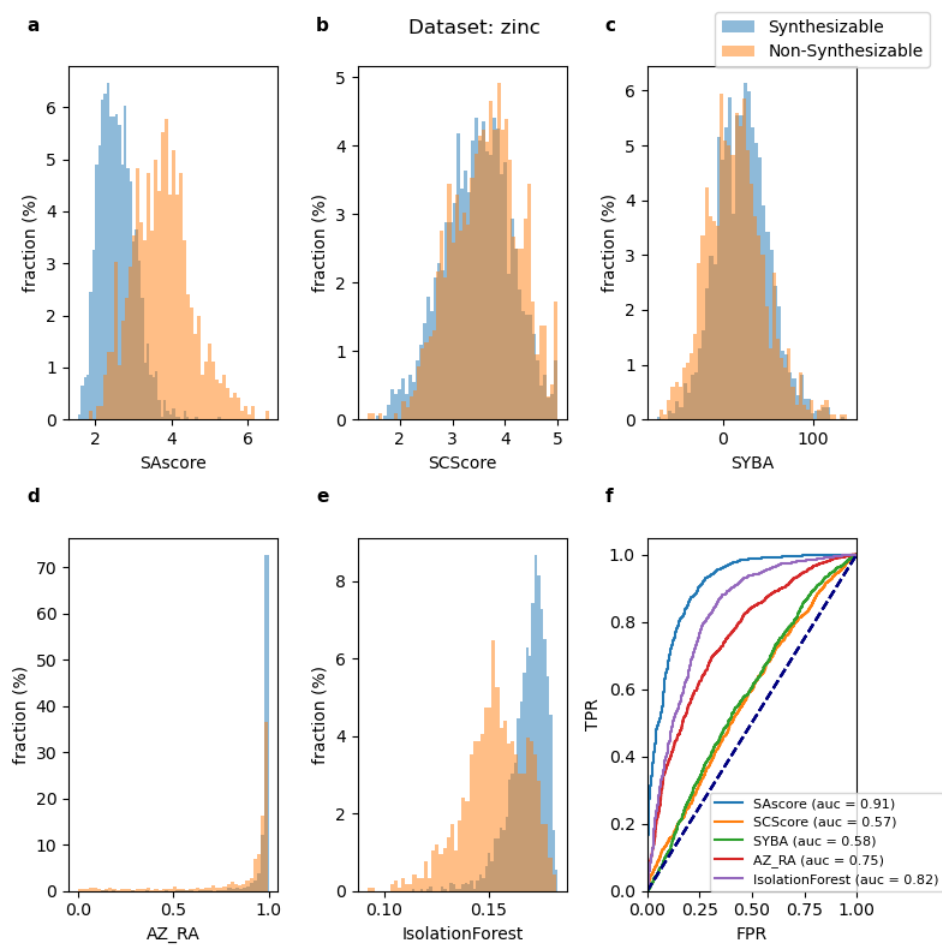 a
b
Dataset: zinc
c
Synthesizable
Non-Synthesizable
fraction (%)
0
1
2
3
4
5
6
2
4
6
SAscore
fraction (%)
0
1
2
3
4
5
2
3
4
5
SCScore
fraction (%)
0
1
2
3
4
5
6
0
100
SYBA
d
e
f
fraction (%)
0
10
20
30
40
50
60
70
0.0
0.5
1.0
AZ_RA
fraction (%)
0
2
4
6
8
0.10
0.15
IsolationForest
TPR
0.0
0.2
0.4
0.6
0.8
1.0
SAscore (auc = 0.91)
SCScore (auc = 0.57)
SYBA (auc = 0.58)
AZ_RA (auc = 0.75)
IsolationForest (auc = 0.82)
0.00
0.25
0.50
0.75
1.00
FPR